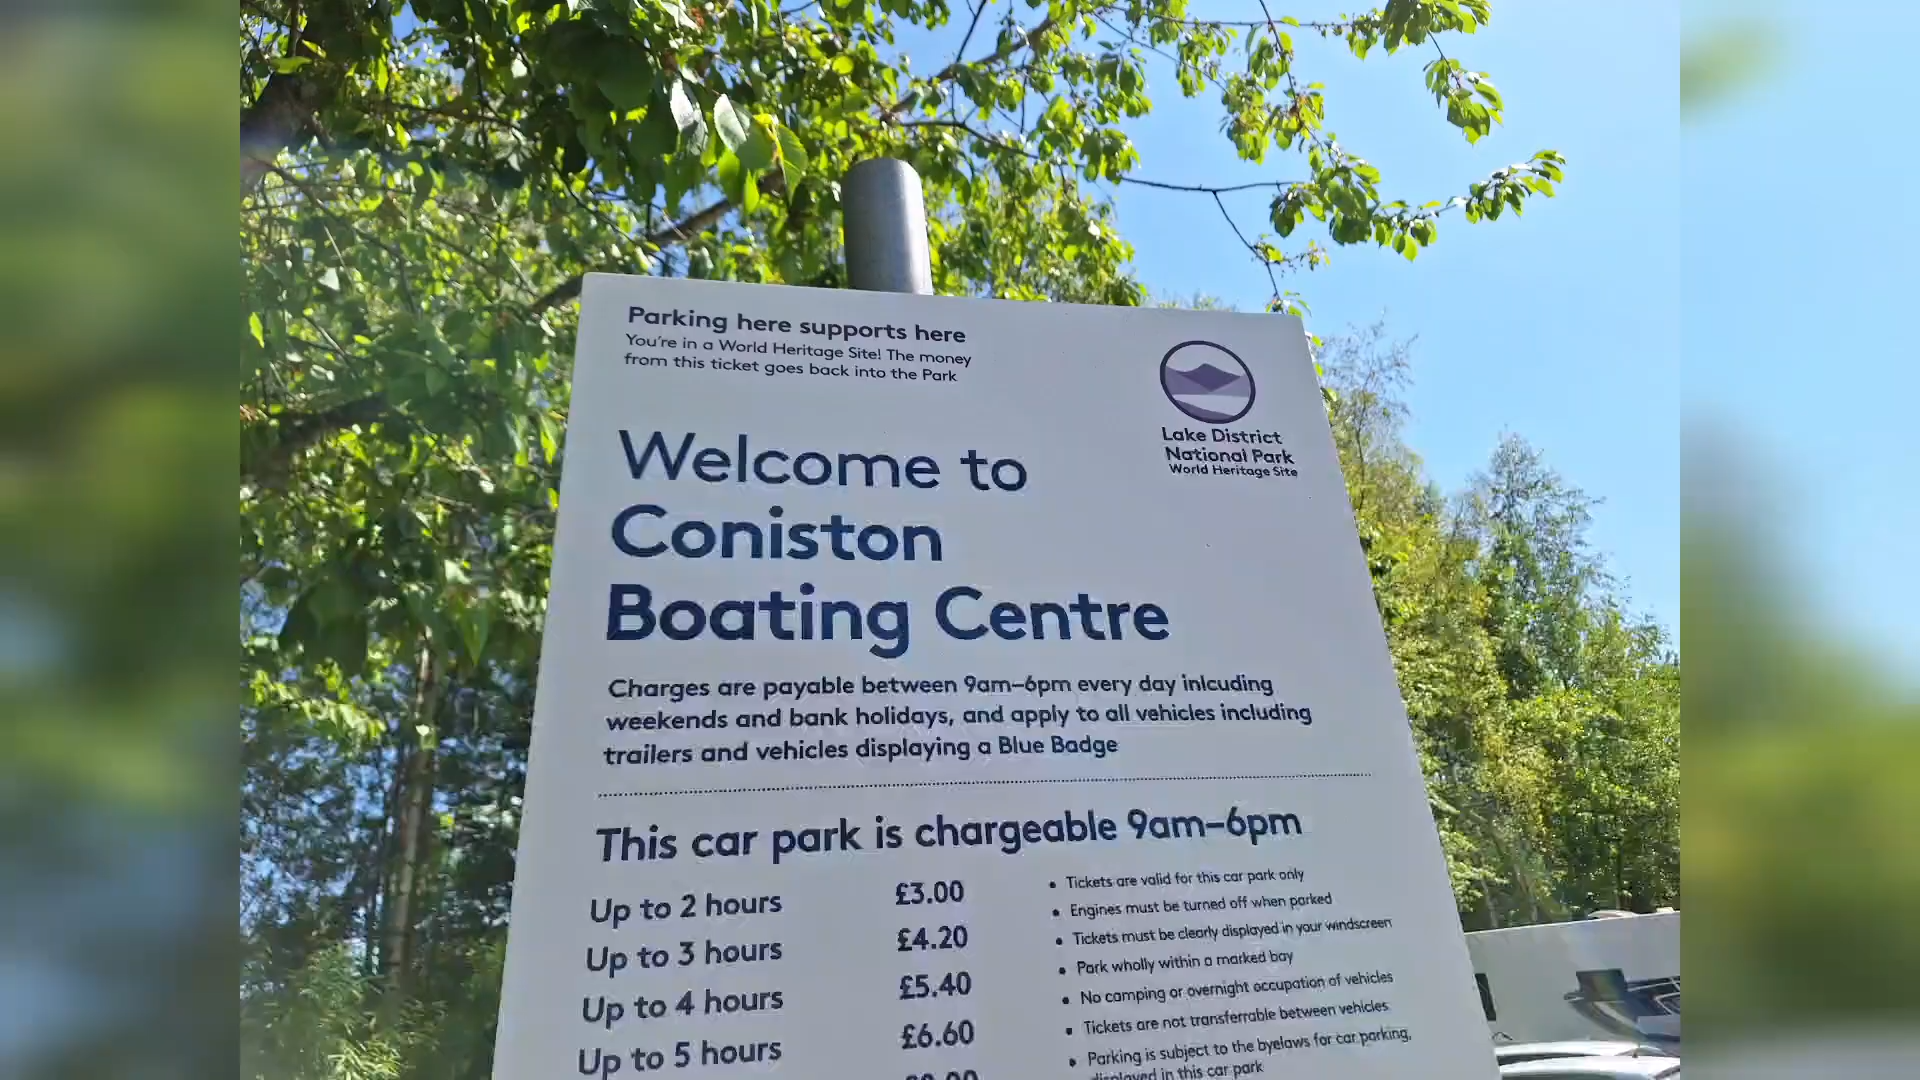 Parking here supports here
You're in a World Heritage Site! The money
from this ticket goes back into the Park
Lake District
National Park
World Heritage Site
Welcome to
Coniston
Boating Centre
Charges are payable between 9am–6pm every day inlcuding
weekends and bank holidays, and apply to all vehicles including
trailers and vehicles displaying a Blue Badge
This car park is chargeable 9am–6pm
Up to 2 hours £3.00
Up to 3 hours £4.20
Up to 4 hours £5.40
Up to 5 hours £6.60
• Tickets are valid for this car park only
• Engines must be turned off when parked
• Tickets must be clearly displayed in your windscreen
• Park wholly within a marked bay
• No camping or overnight occupation of vehicles
• Tickets are not transferrable between vehicles
• Parking is subject to the byelaws for car parking,
displayed in this car park